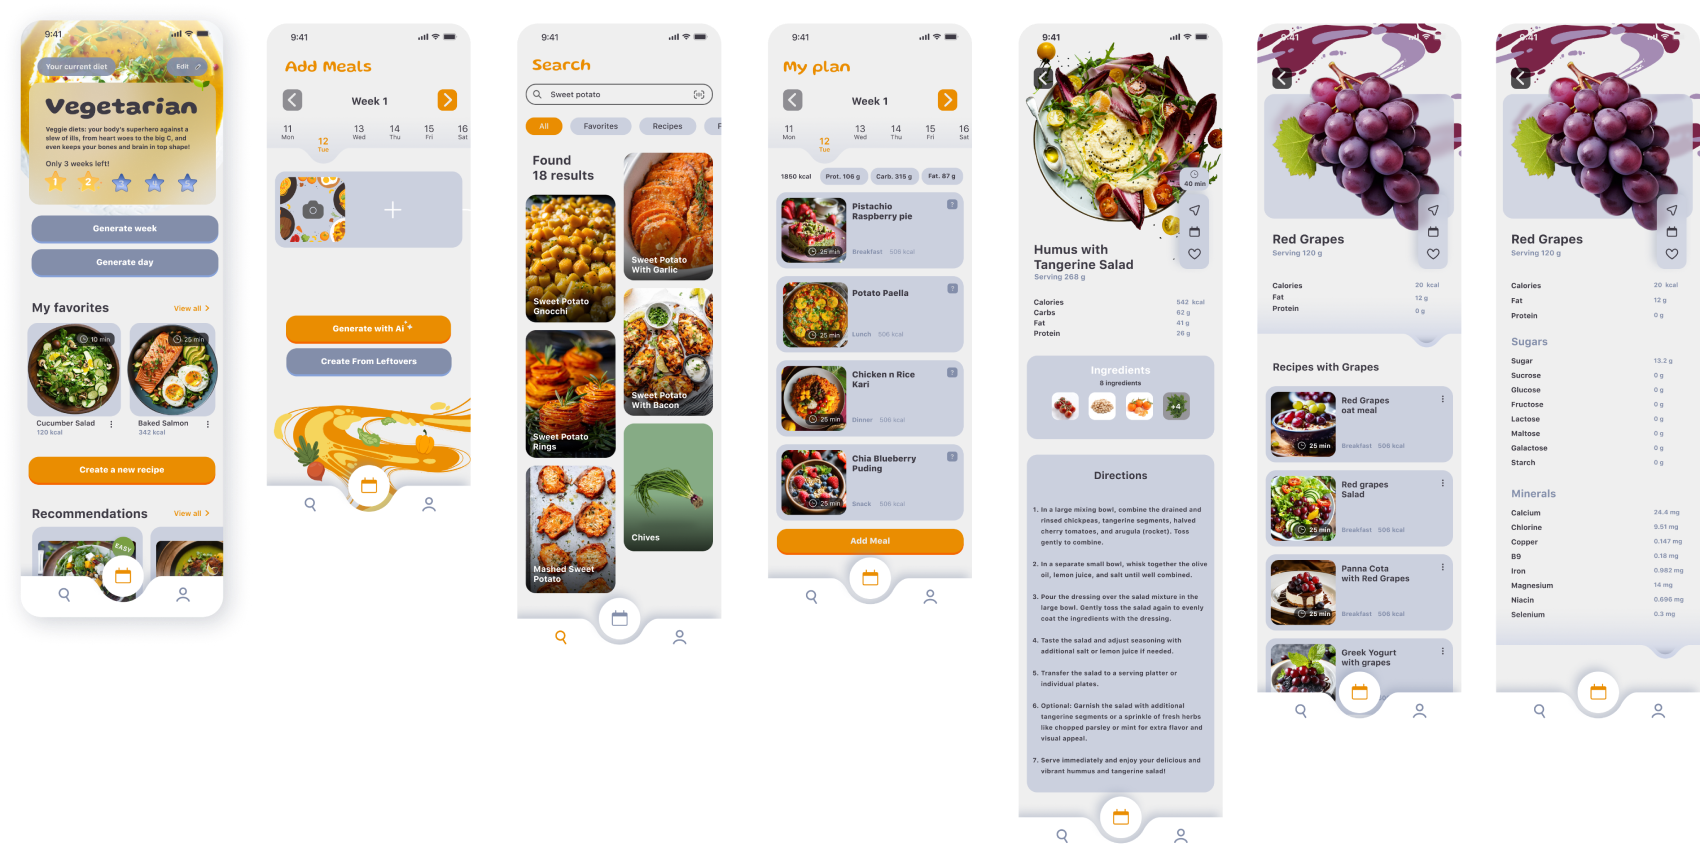 9:41
Your current diet
Edit
Vegetarian
Veggie diets: your body's superhero against a
slew of ills, from heart woes to the big C, and
even keeps your bones and brain in top shape!
Only 3 weeks left!
1
2
Generate week
Generate day
My favorites
View all >
10 min
25 min
Cucumber Salad
120 kcal
Baked Salmon
342 kcal
Create a new recipe
Recommendations
View all >
EASY
9:41
Add Meals
Week 1
11 Mon
12 Tue
13 Wed
14 Thu
15 Fri
16 Sat
Generate with Ai
Create From Leftovers
9:41
Search
Sweet potato
All
Favorites
Recipes
F
Found
18 results
Sweet Potato
With Garlic
Sweet Potato
Gnocchi
Sweet Potato
With Bacon
Sweet Potato
Rings
Chives
Mashed Sweet
Potato
9:41
My plan
Week 1
11 Mon
12 Tue
13 Wed
14 Thu
15 Fri
16 Sat
1850 kcal
Prot. 106 g
Carb. 315 g
Fat. 87 g
Pistachio
Raspberry pie
?
25 min
Breakfast 506 kcal
Potato Paella
?
25 min
Lunch 506 kcal
Chicken n Rice
Kari
?
25 min
Dinner 506 kcal
Chia Blueberry
Puding
?
25 min
Snack 506 kcal
Add Meal
9:41
40 min
Humus with
Tangerine Salad
Serving 268 g
Calories 542 kcal
Carbs 62 g
Fat 41 g
Protein 26 g
Ingredients
8 ingredients
+4
Directions
1. In a large mixing bowl, combine the drained and
rinsed chickpeas, tangerine segments, halved
cherry tomatoes, and arugula (rocket). Toss
gently to combine.
2. In a separate small bowl, whisk together the olive
oil, lemon juice, and salt until well combined.
3. Pour the dressing over the salad mixture in the
large bowl. Gently toss the salad again to evenly
coat the ingredients with the dressing.
4. Taste the salad and adjust seasoning with
additional salt or lemon juice if needed.
5. Transfer the salad to a serving platter or
individual plates.
6. Optional: Garnish the salad with additional
tangerine segments or a sprinkle of fresh herbs
like chopped parsley or mint for extra flavor and
visual appeal.
7. Serve immediately and enjoy your delicious and
vibrant hummus and tangerine salad!
9:41
Red Grapes
Serving 120 g
Calories 20 kcal
Fat 12 g
Protein 0 g
Recipes with Grapes
Red Grapes
oat meal
25 min
Breakfast 506 kcal
Red grapes
Salad
25 min
Breakfast 506 kcal
Panna Cota
with Red Grapes
25 min
Breakfast 506 kcal
Greek Yogurt
with grapes
9:41
Red Grapes
Serving 120 g
Calories 20 kcal
Fat 12 g
Protein 0 g
Sugars
Sugar 13.2 g
Sucrose 0 g
Glucose 0 g
Fructose 0 g
Lactose 0 g
Maltose 0 g
Galactose 0 g
Starch 0 g
Minerals
Calcium 24.4 mg
Chlorine 9.51 mg
Copper 0.147 mg
B9 0.18 mg
Iron 0.982 mg
Magnesium 14 mg
Niacin 0.696 mg
Selenium 0.3 mg